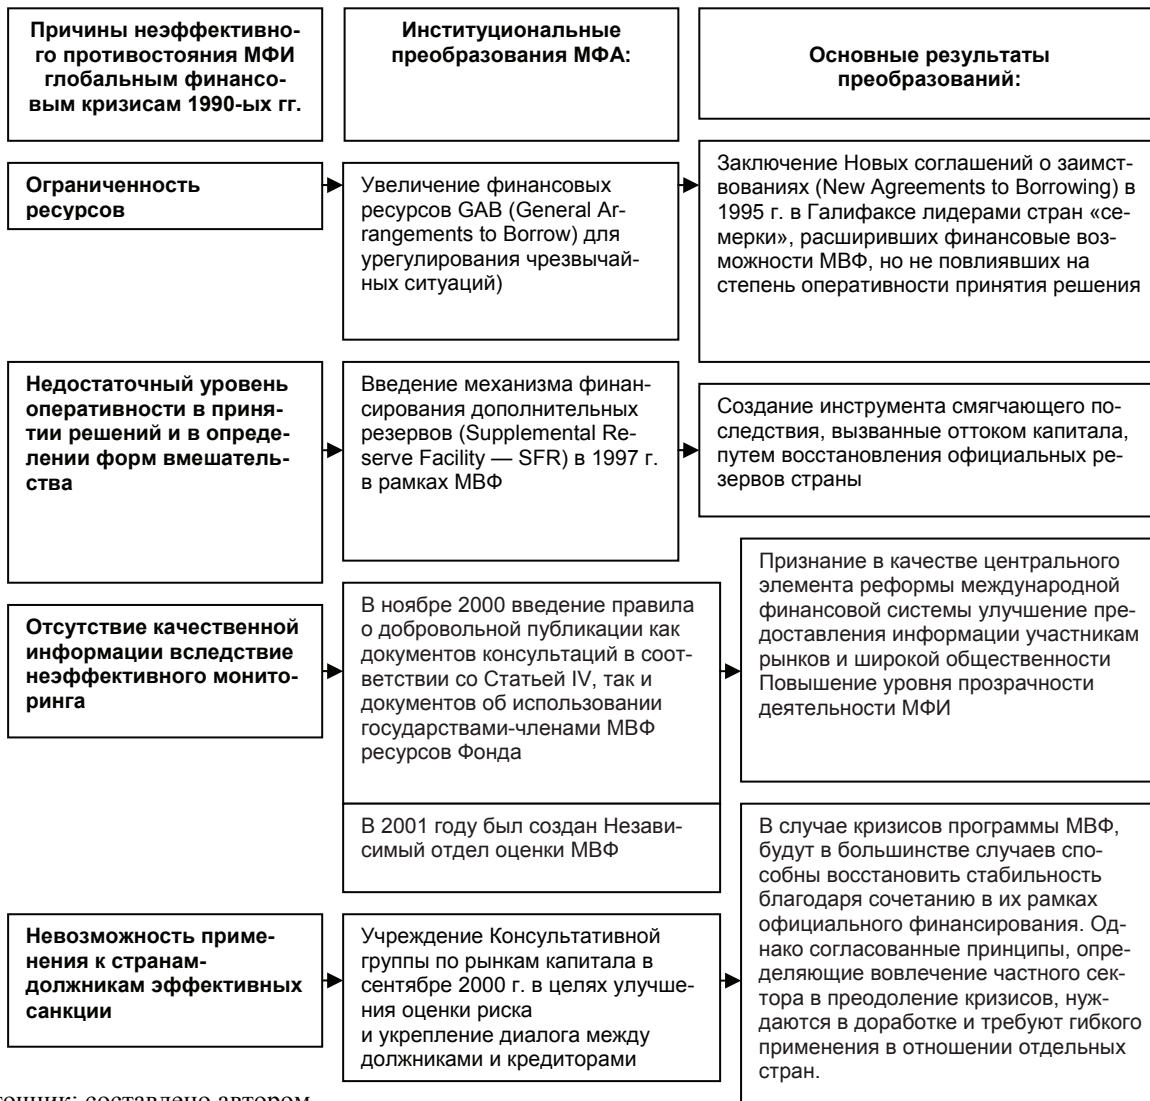 Причины неэффективно-
го противостояния МФИ
глобальным финансо-
вым кризисам 1990-ых гг.
Институциональные
преобразования МФА:
Основные результаты
преобразований:
Ограниченность
ресурсов
Увеличение финансовых
ресурсов GAB (General Ar-
rangements to Borrow) для
урегулирования чрезвычай-
ных ситуаций)
Заключение Новых соглашений о заимст-
вованиях (New Agreements to Borrowing) в
1995 г. в Галифаксе лидерами стран «се-
мерки», расширивших финансовые воз-
можности МВФ, но не повлиявших на
степень оперативности принятия решения
Недостаточный уровень
оперативности в приня-
тии решений и в опреде-
лении форм вмешатель-
ства
Введение механизма финан-
сирования дополнительных
резервов (Supplemental Re-
serve Facility — SFR) в 1997 г.
в рамках МВФ
Создание инструмента смягчающего по-
следствия, вызванные оттоком капитала,
путем восстановления официальных ре-
зервов страны
Отсутствие качественной
информации вследствие
неэффективного монито-
ринга
В ноябре 2000 введение правила
о добровольной публикации как
документов консультаций в соот-
ветствии со Статьей IV, так и
документов об использовании
государствами-членами МВФ
ресурсов Фонда
Признание в качестве центрального
элемента реформы международной
финансовой системы улучшение пре-
доставления информации участникам
рынков и широкой общественности
Повышение уровня прозрачности
деятельности МФИ
В 2001 году был создан Незави-
симый отдел оценки МВФ
Невозможность приме-
нения к странам-
должникам эффективных
санкции
Учреждение Консультативной
группы по рынкам капитала в
сентябре 2000 г. в целях улучше-
ния оценки риска
и укрепление диалога между
должниками и кредиторами
В случае кризисов программы МВФ,
будут в большинстве случаев спо-
собны восстановить стабильность
благодаря сочетанию в их рамках
официального финансирования. Од-
нако согласованные принципы, опре-
деляющие вовлечение частного сек-
тора в преодоление кризисов, нуж-
даются в доработке и требуют гибкого
применения в отношении отдельных
стран.
составлено автором